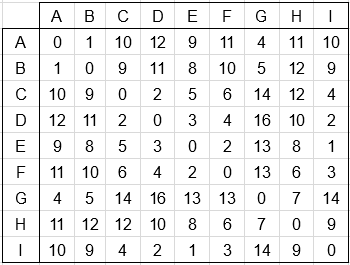 A B C D E F G H I
A 0 1 10 12 9 11 4 11 10
B 1 0 9 11 8 10 5 12 9
C 10 9 0 2 5 6 14 12 4
D 12 11 2 0 3 4 16 10 2
E 9 8 5 3 0 2 13 8 1
F 11 10 6 4 2 0 13 6 3
G 4 5 14 16 13 13 0 7 14
H 11 12 12 10 8 6 7 0 9
I 10 9 4 2 1 3 14 9 0